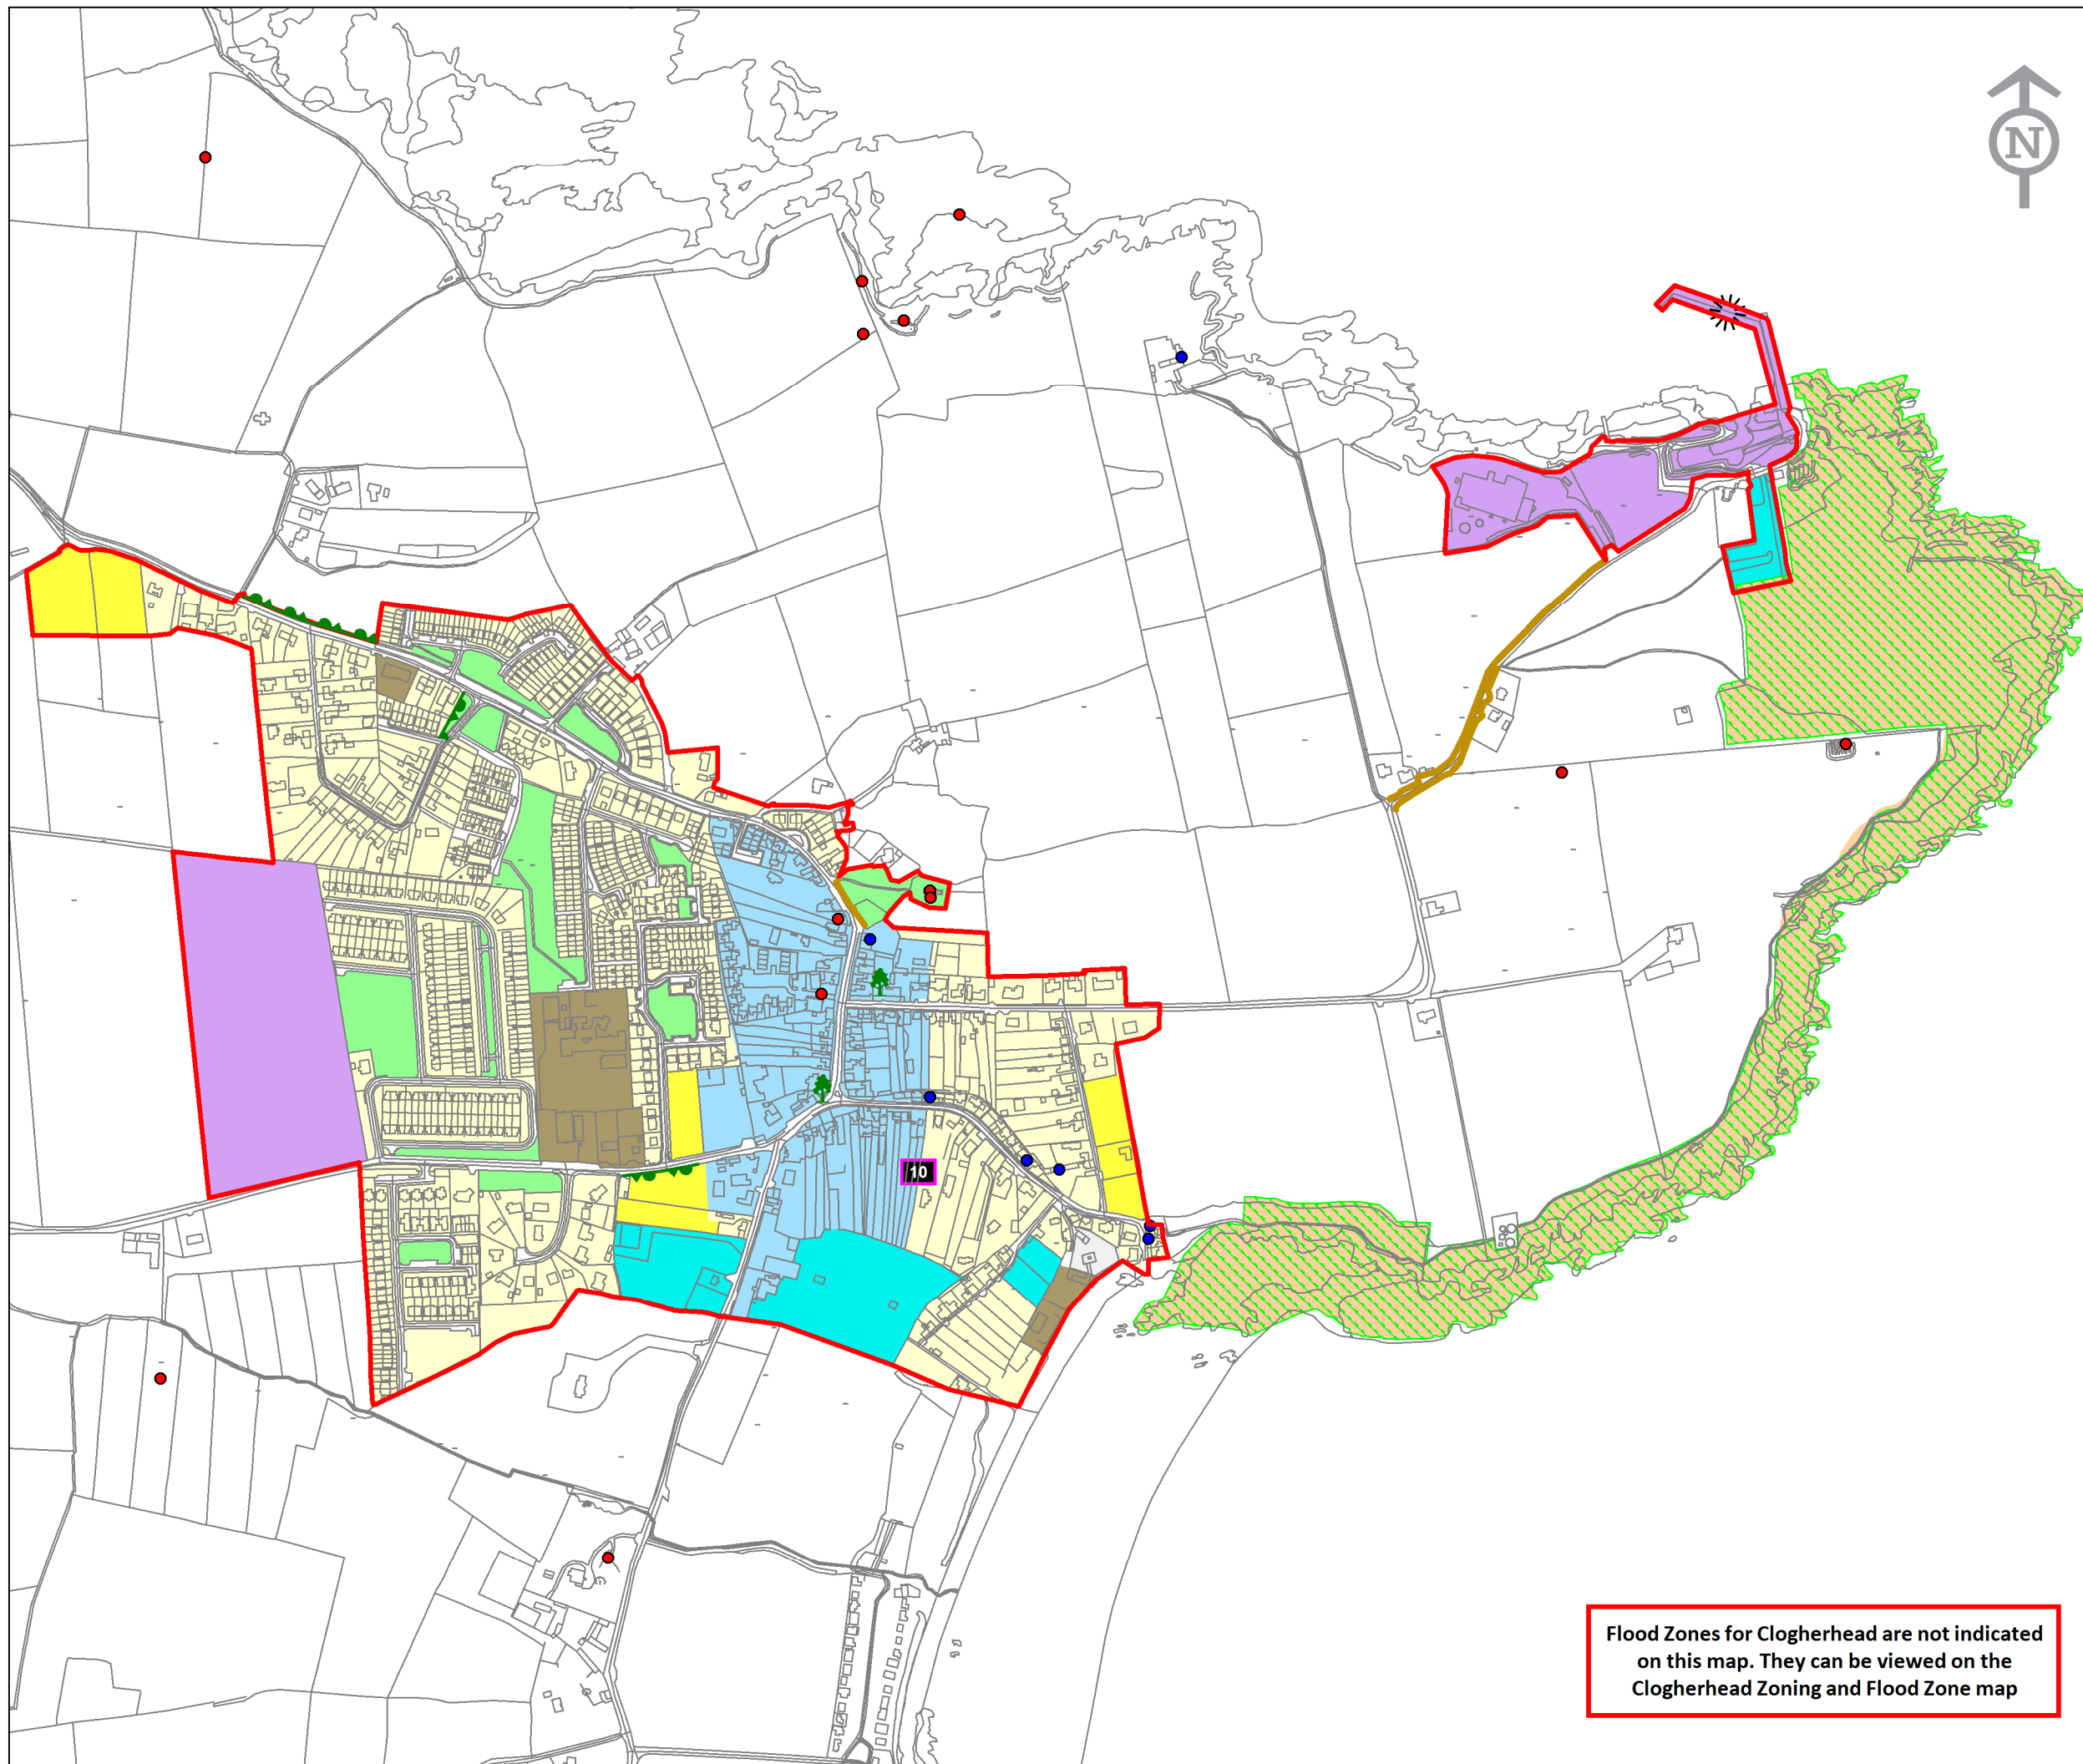 N
10
Flood Zones for Clogherhead are not indicated
on this map. They can be viewed on the
Clogherhead Zoning and Flood Zone map